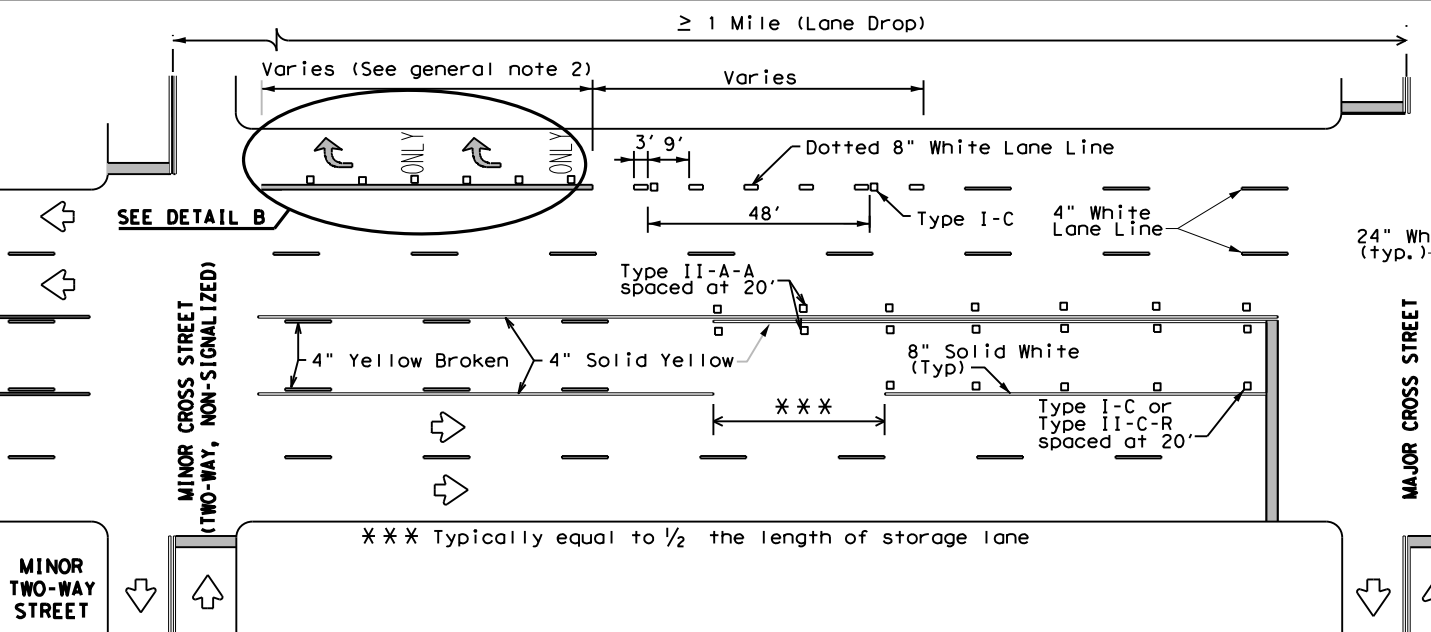 ≥ 1 Mile (Lane Drop)
Varies (See general note 2)
Varies
3' 9'
ONLY
ONLY
Dotted 8" White Lane Line
SEE DETAIL B
48'
Type I-C
4" White
Lane Line
24" Wh
(typ.)
Type II-A-A
spaced at 20'
4" Yellow Broken
4" Solid Yellow
8" Solid White
(Typ)
***
Type I-C or
Type II-C-R
spaced at 20'
MINOR CROSS STREET
(TWO-WAY, NON-SIGNALIZED)
MAJOR CROSS STREET
*** Typically equal to 1/2 the length of storage lane
MINOR
TWO-WAY
STREET